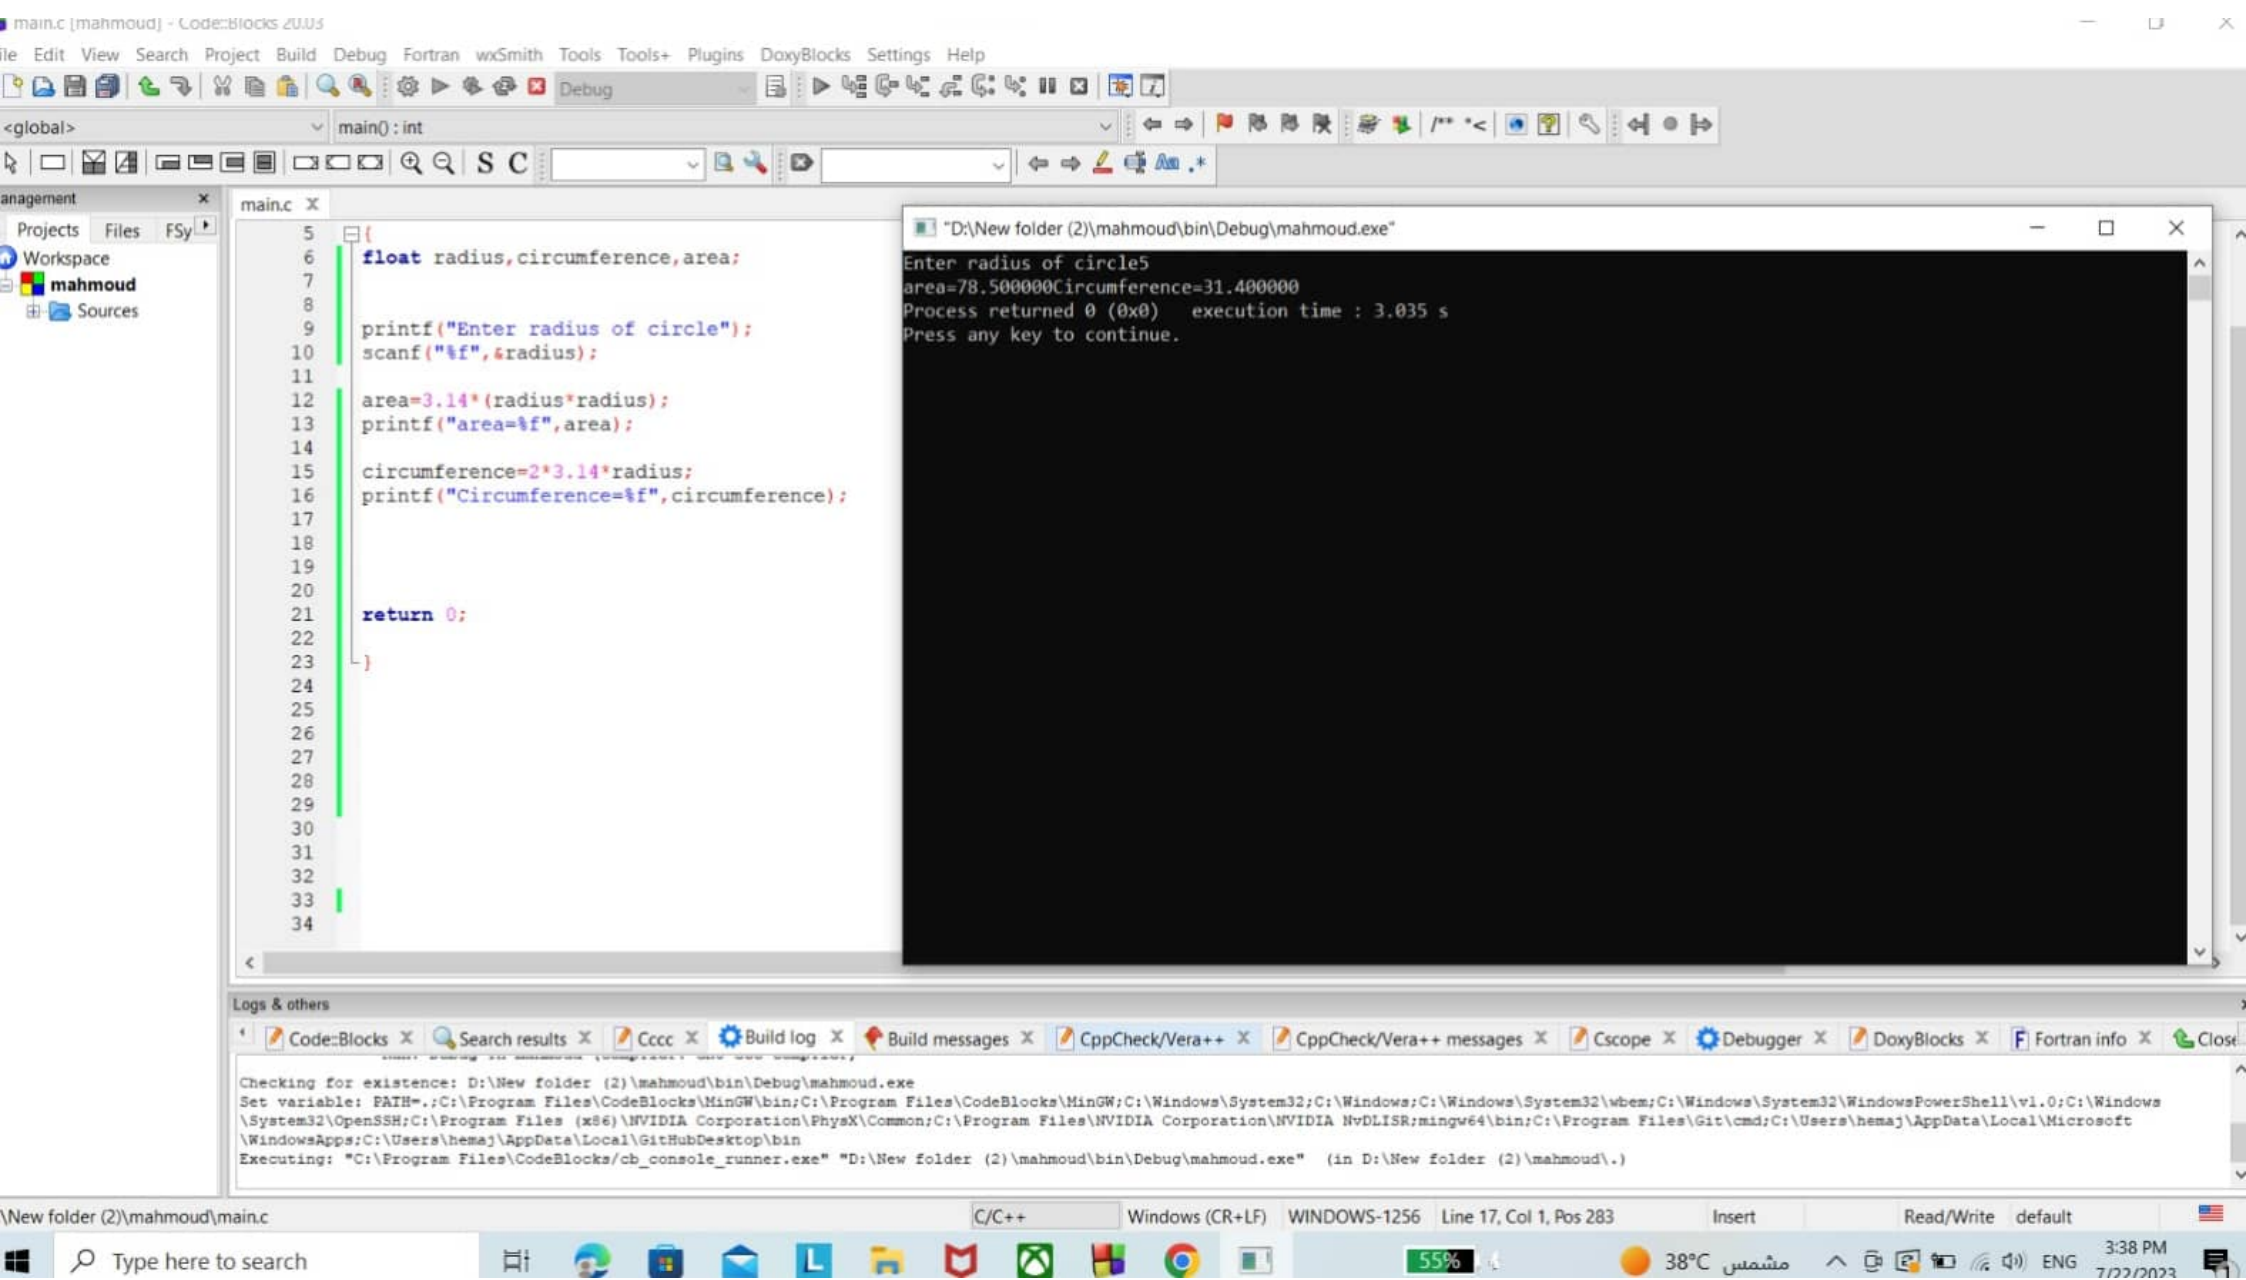 main.c [mahmoud] - Code::Blocks 20.03
ile Edit View Search Project Build Debug Fortran wxSmith Tools Tools+ Plugins DoxyBlocks Settings Help
Debug
<global> main() : int
/** *<
S C Aa .*
anagement
main.c
Projects Files FSy
Workspace
mahmoud
Sources
5 {
6 float radius,circumference,area;
7
8
9 printf("Enter radius of circle");
10 scanf("%f",&radius);
11
12 area=3.14*(radius*radius);
13 printf("area=%f",area);
14
15 circumference=2*3.14*radius;
16 printf("Circumference=%f",circumference);
17
18
19
20
21 return 0;
22
23 }
24
25
26
27
28
29
30
31
32
33
34
"D:\New folder (2)\mahmoud\bin\Debug\mahmoud.exe"
Enter radius of circle5
area=78.500000Circumference=31.400000
Process returned 0 (0x0)   execution time : 3.035 s
Press any key to continue.
Logs & others
Code::Blocks Search results Cccc Build log Build messages CppCheck/Vera++ CppCheck/Vera++ messages Cscope Debugger DoxyBlocks Fortran info Close
Checking for existence: D:\New folder (2)\mahmoud\bin\Debug\mahmoud.exe
Set variable: PATH=.;C:\Program Files\CodeBlocks\MinGW\bin;C:\Program Files\CodeBlocks\MinGW;C:\Windows\System32;C:\Windows;C:\Windows\System32\wbem;C:\Windows\System32\WindowsPowerShell\v1.0;C:\Windows
\System32\OpenSSH;C:\Program Files (x86)\NVIDIA Corporation\PhysX\Common;C:\Program Files\NVIDIA Corporation\NVIDIA NvDLISR;mingw64\bin;C:\Program Files\Git\cmd;C:\Users\hemaj\AppData\Local\Microsoft
\WindowsApps;C:\Users\hemaj\AppData\Local\GitHubDesktop\bin
Executing: "C:\Program Files\CodeBlocks/cb_console_runner.exe" "D:\New folder (2)\mahmoud\bin\Debug\mahmoud.exe"  (in D:\New folder (2)\mahmoud\.)
\New folder (2)\mahmoud\main.c C/C++ Windows (CR+LF) WINDOWS-1256 Line 17, Col 1, Pos 283 Insert Read/Write default
Type here to search 55% 38°C مشمس ENG 3:38 PM
7/22/2023